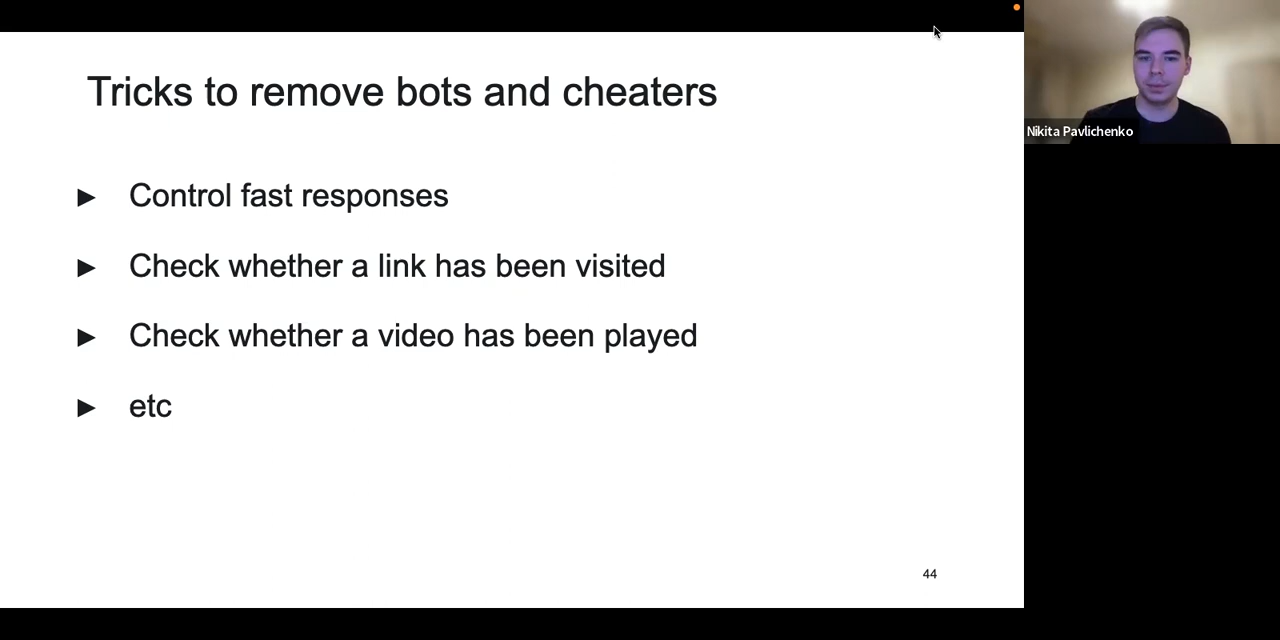 Tricks to remove bots and cheaters
► Control fast responses
► Check whether a link has been visited
► Check whether a video has been played
► etc
44
Nikita Pavlichenko